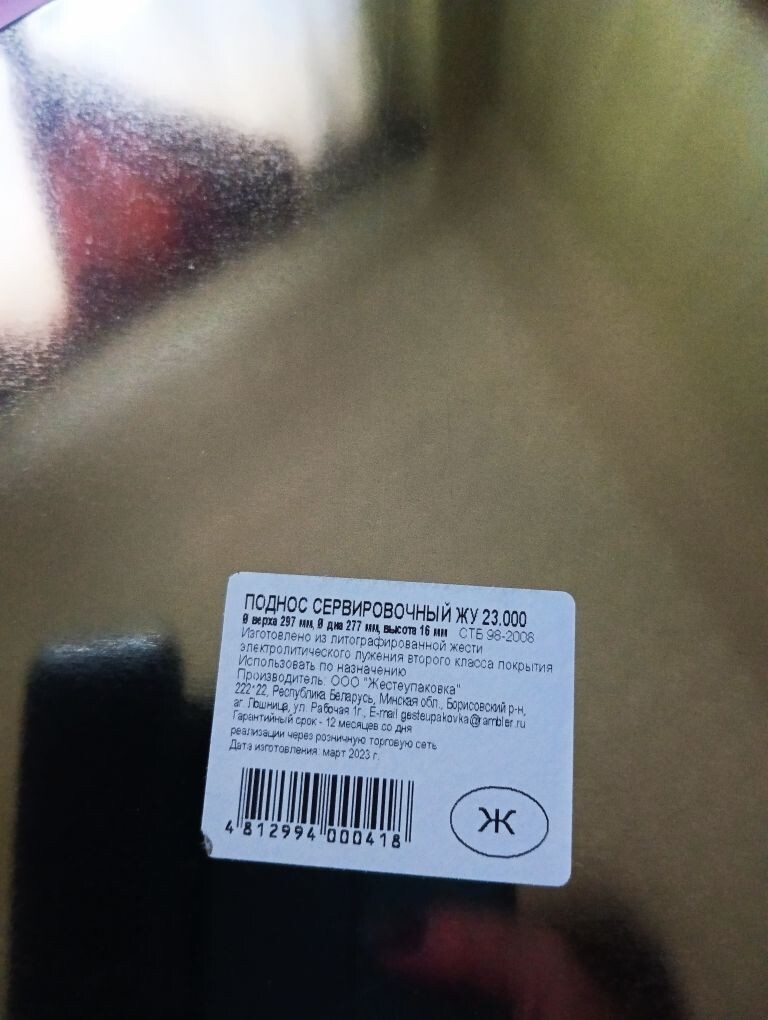 ПОДНОС СЕРВИРОВОЧНЫЙ ЖУ 23.000
Ø верха 297 мм, Ø дна 277 мм, высота 16 мм СТБ 98-2008
Изготовлено из литографированной жести
электролитического лужения второго класса покрытия
Использовать по назначению
Производитель: ООО "Жестеупаковка"
Республика Беларусь, Минская обл., Борисовский р-н,
аг. Лошница, ул. Рабочая 1г., E-mail gesteupakovka@rambler.ru
Гарантийный срок - 12 месяцев со дня
реализации через розничную торговую сеть
Дата изготовления: март 2023 г.
4 812994 000418
Ж